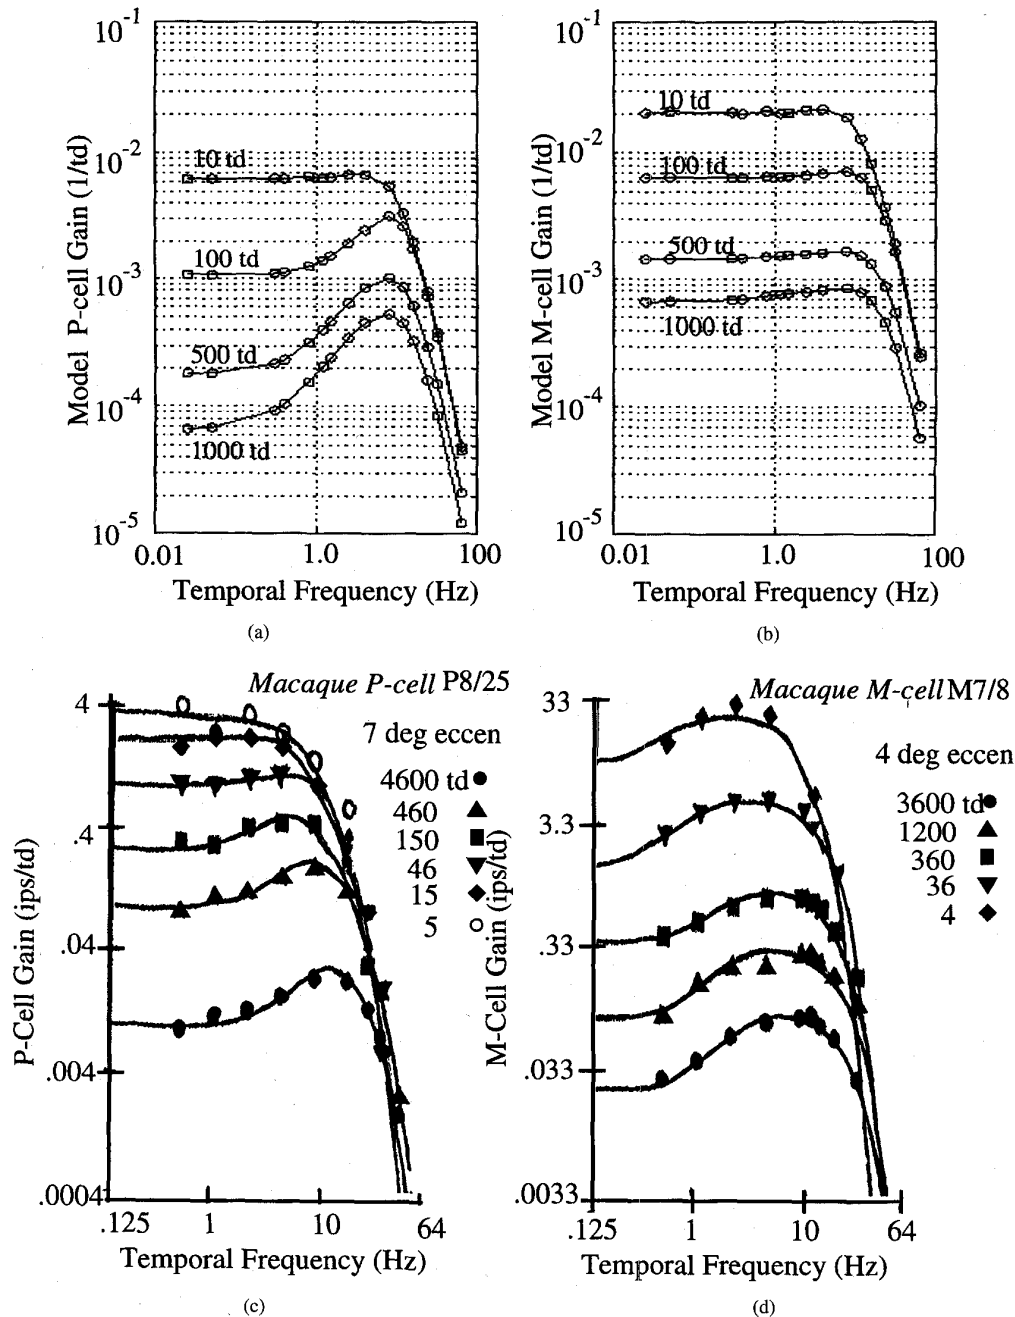 10^-1
10^-2
10^-3
10^-4
10^-5
Model P-cell Gain (1/td)
10 td
100 td
500 td
1000 td
0.01 1.0 100
Temporal Frequency (Hz)
(a)
10^-1
10^-2
10^-3
10^-4
10^-5
Model M-cell Gain (1/td)
10 td
100 td
500 td
1000 td
0.01 1.0 100
Temporal Frequency (Hz)
(b)
Macaque P-cell P8/25
7 deg eccen
4600 td
460
150
46
15
5
4
.4
.04
.004
.0004
P-Cell Gain (ips/td)
.125 1 10 64
Temporal Frequency (Hz)
(c)
Macaque M-cell M7/8
4 deg eccen
3600 td
1200
360
36
4
33
3.3
.33
.033
.0033
M-Cell Gain (ips/td)
.125 1 10 64
Temporal Frequency (Hz)
(d)